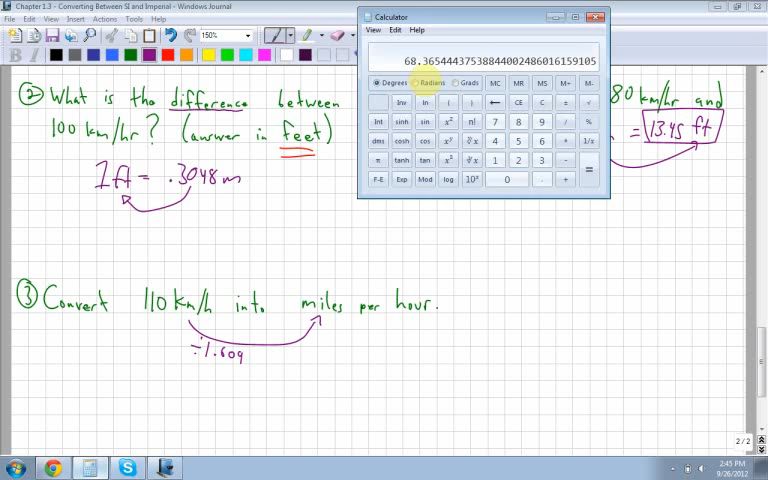 Chapter 1.3 - Converting Between SI and Imperial - Windows Journal
File Edit View Insert Actions Tools Help
150%
Calculator
View Edit Help
68.365444375388440024860161591​05
Degrees Radians Grads MC MR MS M+ M-
Inv ln ( ) ← CE C ± √
Int sinh sin x² n! 7 8 9 / %
dms cosh cos xʸ ʸ√x 4 5 6 * 1/x
π tanh tan x³ ³√x 1 2 3 - =
F-E Exp Mod log 10ˣ 0 . +
② What is the difference between 80 km/hr and
100 km/hr? (answer in feet) = 13.45 ft
1 ft = .3048 m
③ Convert 110 km/h into miles per hour.
÷1.609
2 / 2
2:45 PM
9/26/2012